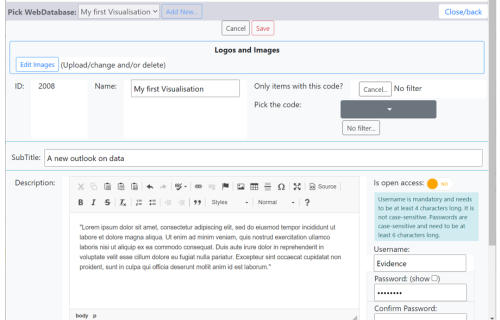 Pick WebDatabase: My first Visualisation Add New... Close/back
Cancel Save
Logos and Images
Edit Images (Upload/change and/or delete)
ID: 2008 Name: My first Visualisation Only items with this code? Cancel... No filter
Pick the code:
No filter...
SubTitle: A new outlook on data
Description:
Source
B I S Ix Styles Normal ?
"Lorem ipsum dolor sit amet, consectetur adipiscing elit, sed do eiusmod tempor incididunt ut
labore et dolore magna aliqua. Ut enim ad minim veniam, quis nostrud exercitation ullamco
laboris nisi ut aliquip ex ea commodo consequat. Duis aute irure dolor in reprehenderit in
voluptate velit esse cillum dolore eu fugiat nulla pariatur. Excepteur sint occaecat cupidatat non
proident, sunt in culpa qui officia deserunt mollit anim id est laborum."
body p
Is open access: NO
Username is mandatory and needs
to be at least 4 characters long. It is
not case-sensitive. Passwords are
case-sensitive and need to be at
least 6 characters long.
Username:
Evidence
Password: (show)
••••••••
Confirm Password: